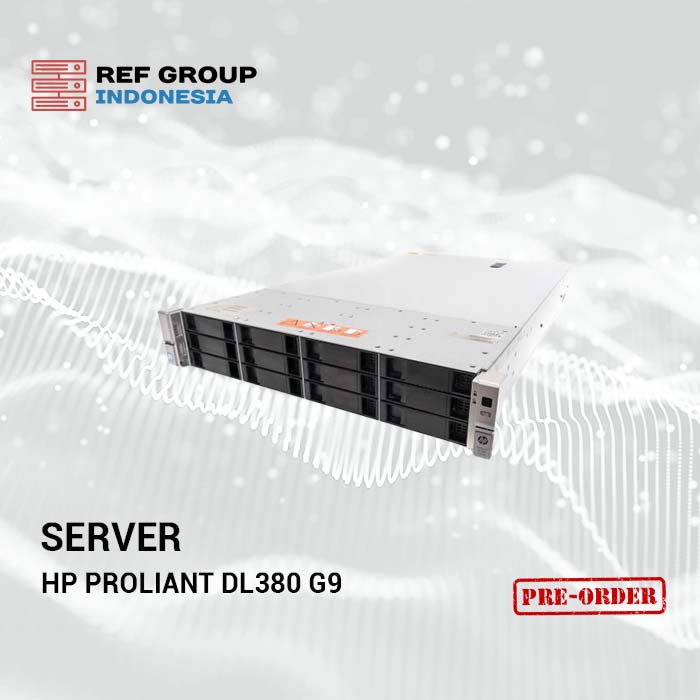 REF GROUP
INDONESIA
SERVER
HP PROLIANT DL380 G9
PRE-ORDER